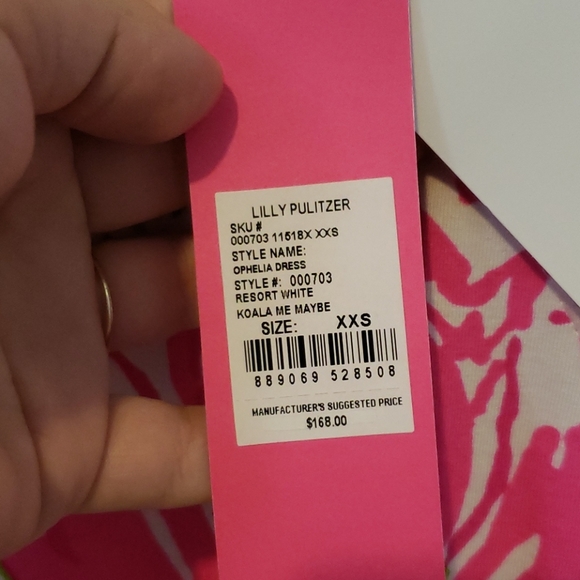 LILLY PULITZER
SKU #
000703 11518X XXS
STYLE NAME:
OPHELIA DRESS
STYLE #: 000703
RESORT WHITE
KOALA ME MAYBE
SIZE: XXS
889069 528508
MANUFACTURER'S SUGGESTED PRICE
$168.00